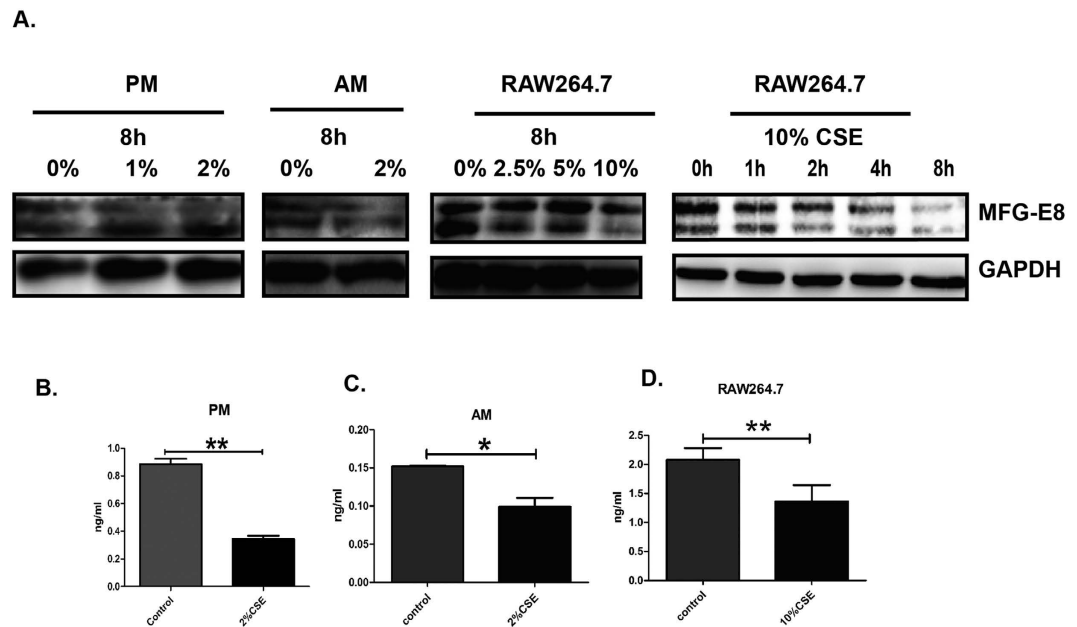 A.
PM AM RAW264.7 RAW264.7
8h 8h 8h 10% CSE
0% 1% 2% 0% 2% 0% 2.5% 5% 10% 0h 1h 2h 4h 8h
MFG-E8
GAPDH
B.
PM
**
ng/ml
1.0
0.8
0.6
0.4
0.2
0.0
control
2%CSE
C.
AM
*
ng/ml
0.20
0.15
0.10
0.05
0.00
control
2%CSE
D.
RAW264.7
**
ng/ml
2.5
2.0
1.5
1.0
0.5
0.0
control
10%CSE